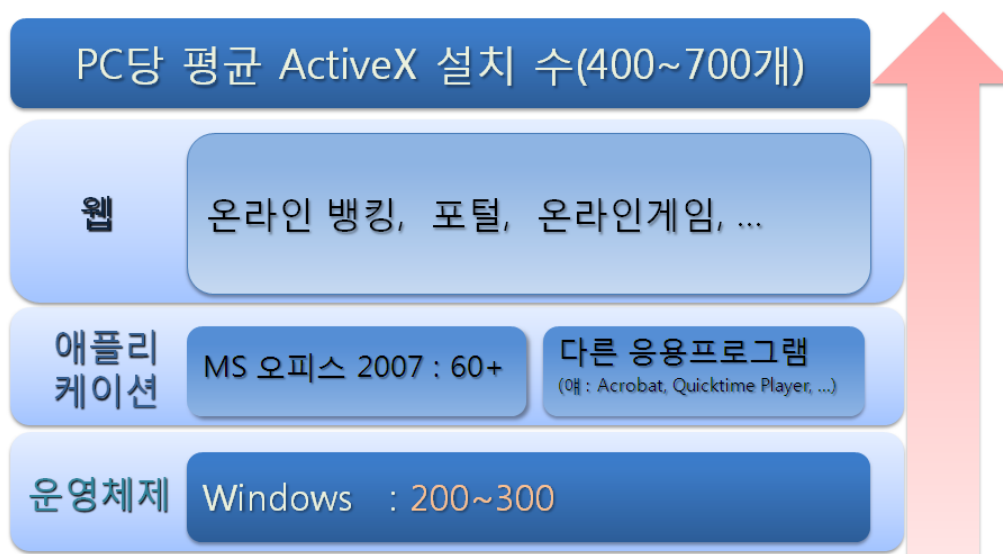 PC당 평균 ActiveX 설치 수(400~700개)
웹
온라인 뱅킹, 포털, 온라인게임, ...
애플리
케이션
MS 오피스 2007 : 60+
다른 응용프로그램
(얘 : Acrobat, Quicktime Player, ...)
운영체제
Windows : 200~300